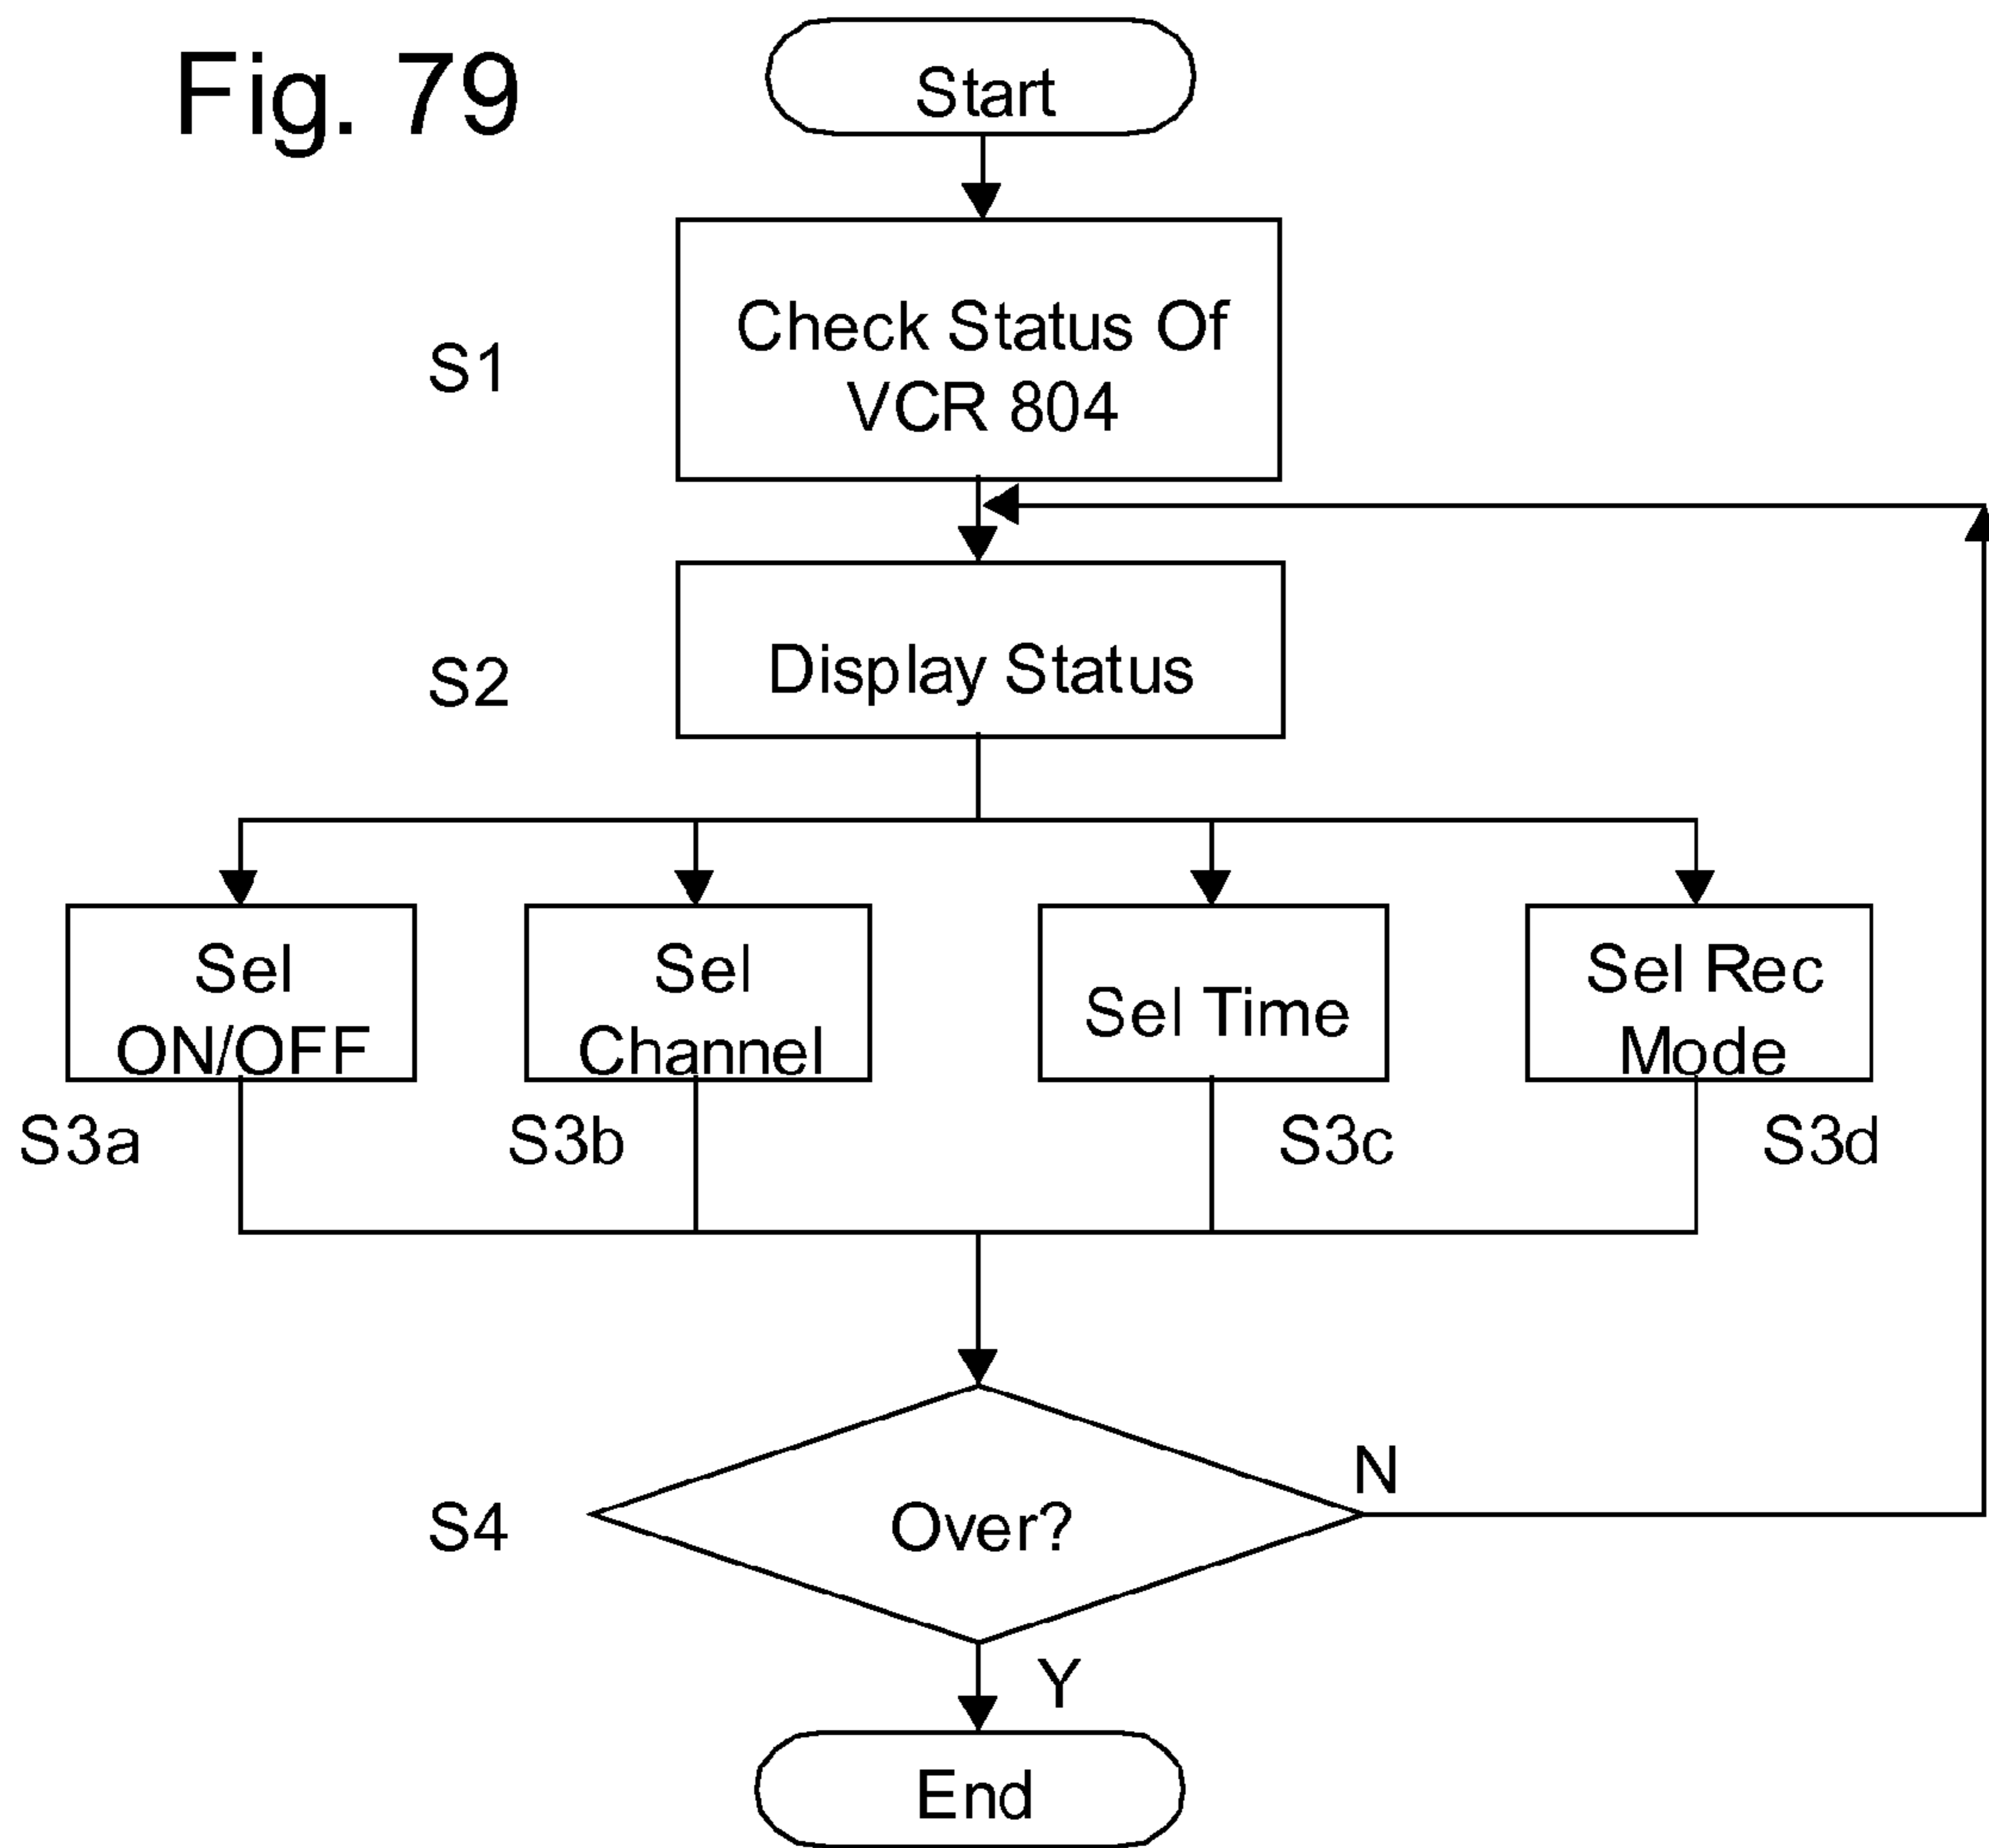 Fig. 79
Start
S1
Check Status Of
VCR 804
S2
Display Status
Sel
ON/OFF
Sel
Channel
Sel Time
Sel Rec
Mode
S3a
S3b
S3c
S3d
S4
Over?
N
Y
End